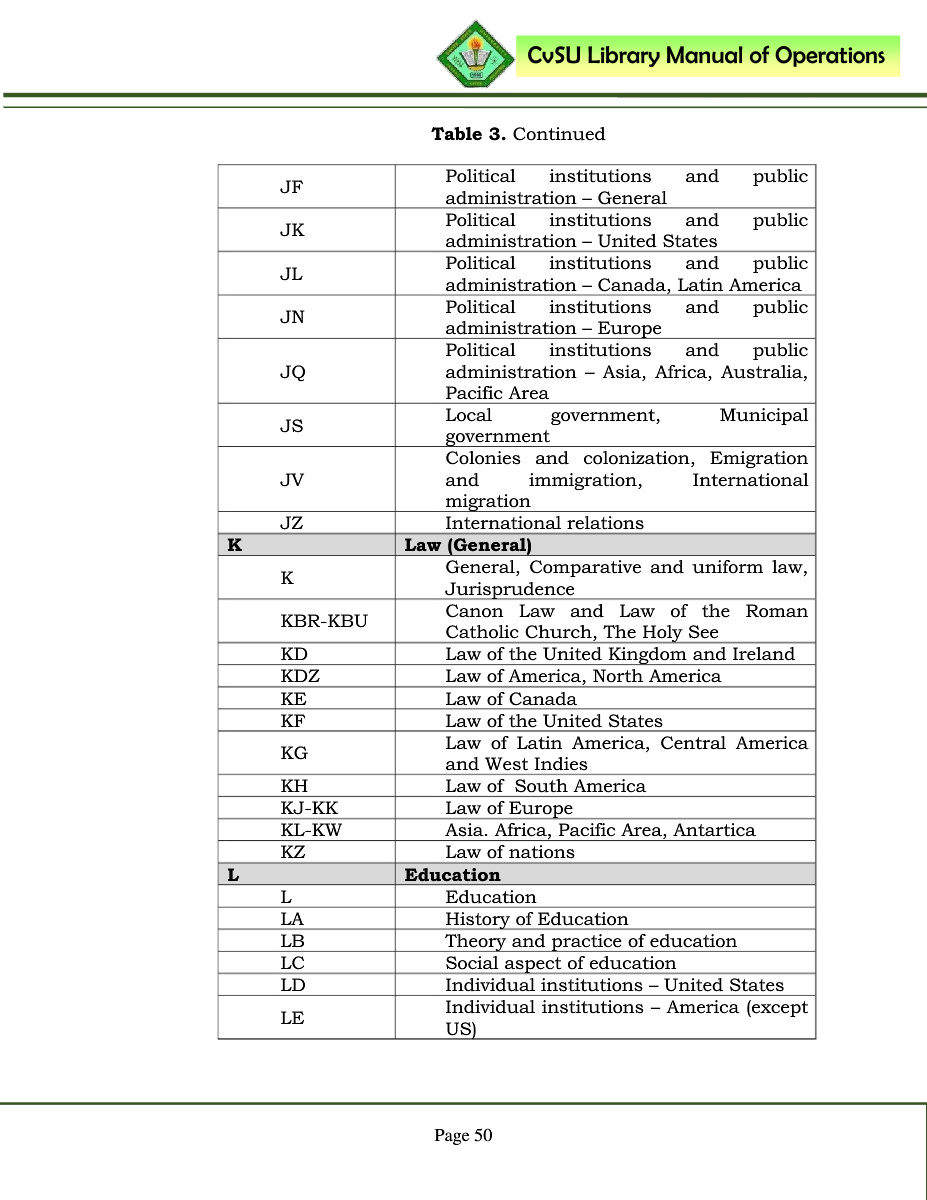 CvSU Library Manual of Operations
Table 3. Continued
JF Political institutions and public
administration – General
JK Political institutions and public
administration – United States
JL Political institutions and public
administration – Canada, Latin America
JN Political institutions and public
administration – Europe
JQ Political institutions and public
administration – Asia, Africa, Australia,
Pacific Area
JS Local government, Municipal
government
JV Colonies and colonization, Emigration
and immigration, International
migration
JZ International relations
K Law (General)
K General, Comparative and uniform law,
Jurisprudence
KBR-KBU Canon Law and Law of the Roman
Catholic Church, The Holy See
KD Law of the United Kingdom and Ireland
KDZ Law of America, North America
KE Law of Canada
KF Law of the United States
KG Law of Latin America, Central America
and West Indies
KH Law of  South America
KJ-KK Law of Europe
KL-KW Asia. Africa, Pacific Area, Antartica
KZ Law of nations
L Education
L Education
LA History of Education
LB Theory and practice of education
LC Social aspect of education
LD Individual institutions – United States
LE Individual institutions – America (except
US)
Page 50